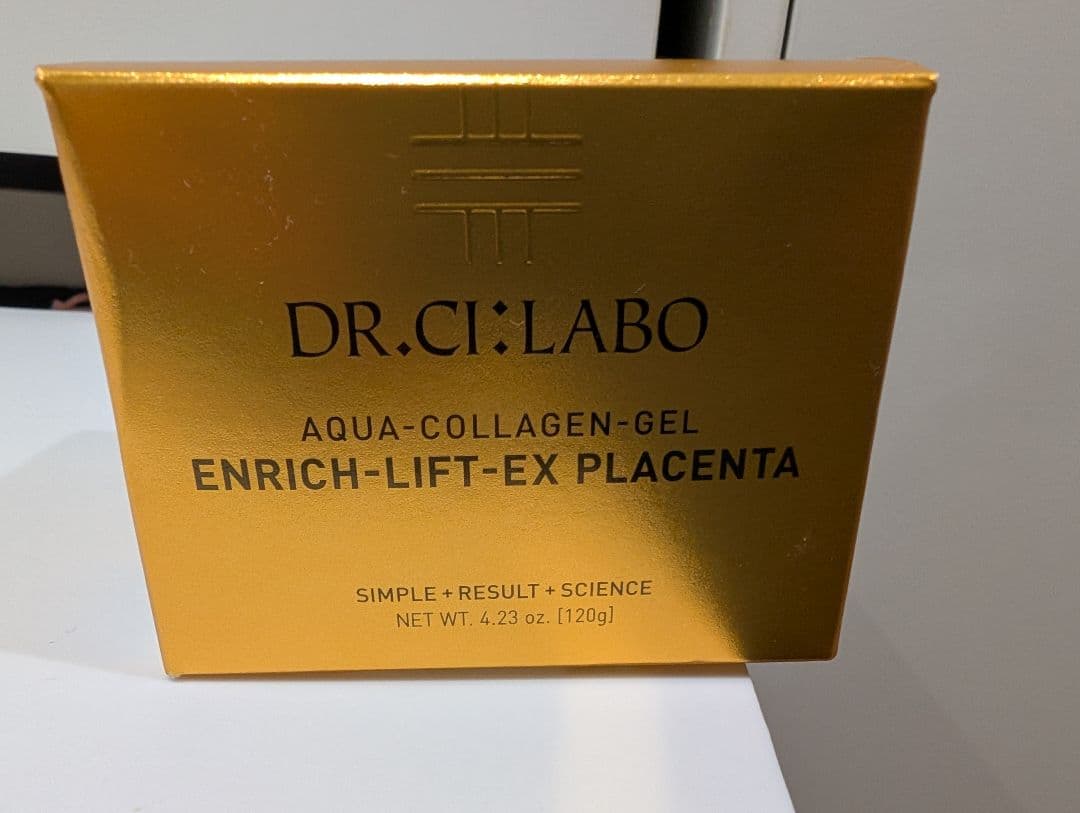 DR.CI:LABO
AQUA-COLLAGEN-GEL
ENRICH-LIFT-EX PLACENTA
SIMPLE + RESULT + SCIENCE
NET WT. 4.23 oz. [120g]